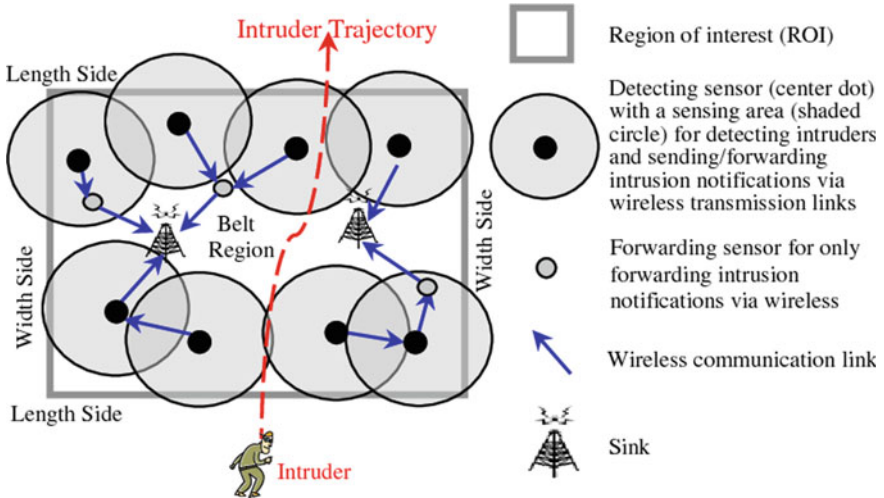 Intruder Trajectory
Length Side
Belt
Region
Width Side
Width Side
Length Side
Intruder
Region of interest (ROI)
Detecting sensor (center dot)
with a sensing area (shaded
circle) for detecting intruders
and sending/forwarding
intrusion notifications via
wireless transmission links
Forwarding sensor for only
forwarding intrusion
notifications via wireless
Wireless communication link
Sink